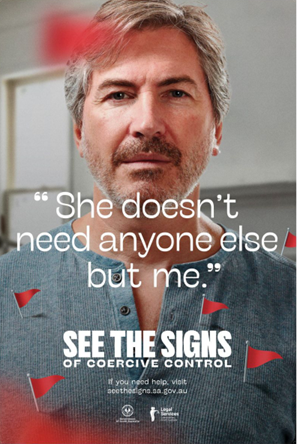 “She doesn’t
need anyone else
but me.”
SEE THE SIGNS
OF COERCIVE CONTROL
If you need help, visit
seethesigns.sa.gov.au
Legal
Services